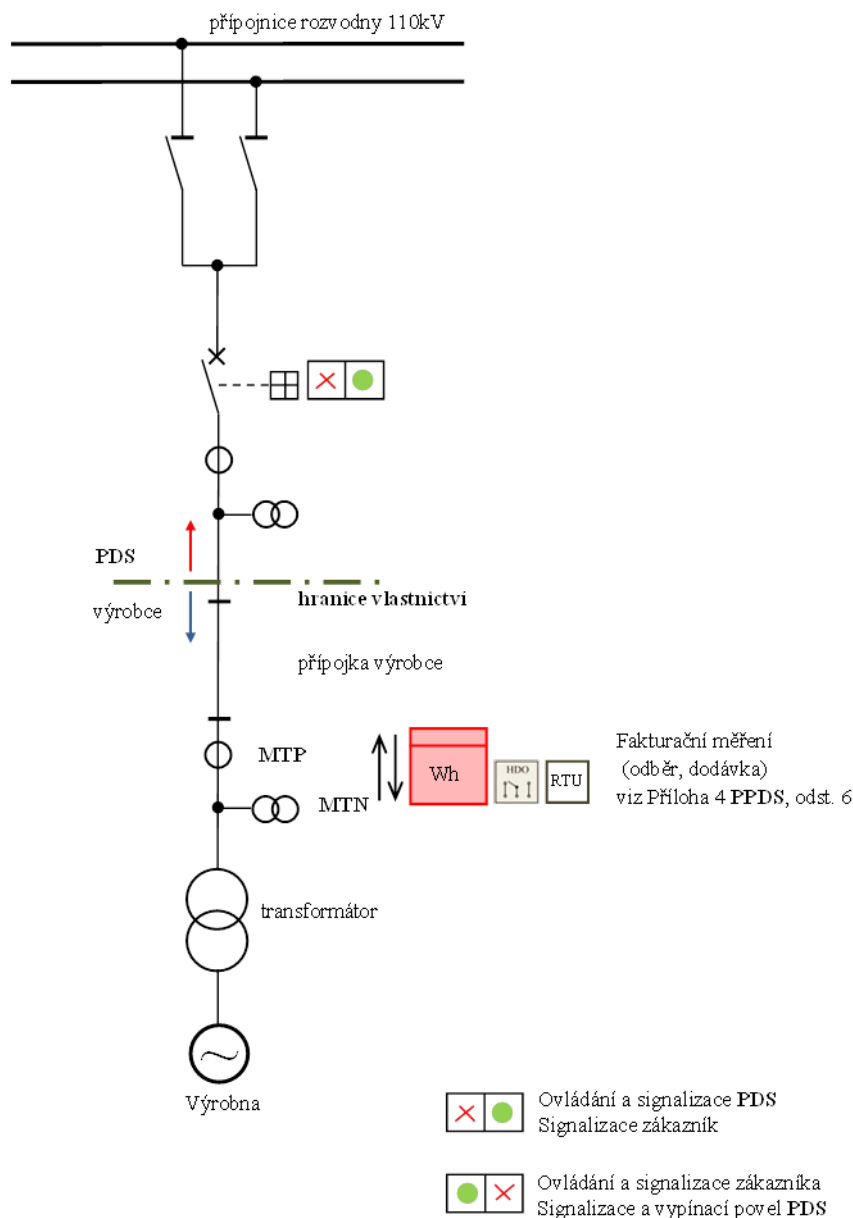 přípojnice rozvodny 110kV
PDS
výrobce
hranice vlastnictví
přípojka výrobce
MTP
MTN
Wh
HDO
RTU
Fakturační měření
(odběr, dodávka)
viz Příloha 4 PPDS, odst. 6
transformátor
Výrobna
Ovládání a signalizace PDS
Signalizace zákazník
Ovládání a signalizace zákazníka
Signalizace a vypínací povel PDS